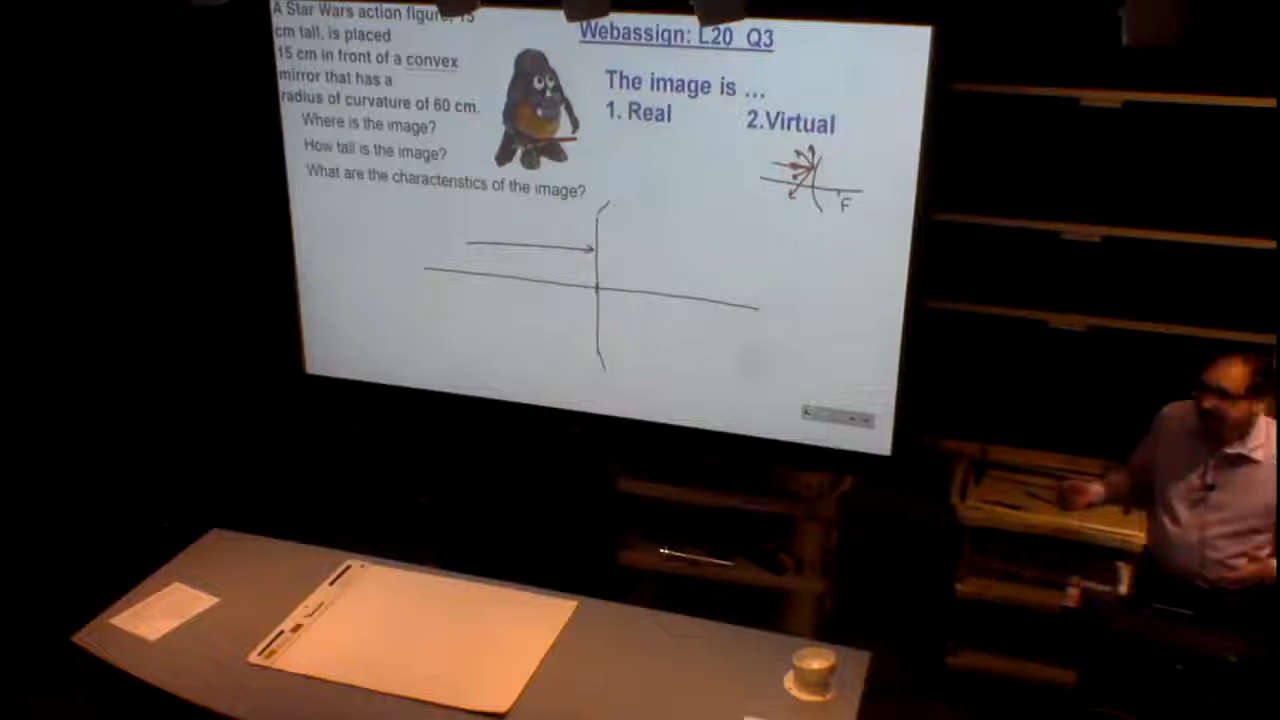 A Star Wars action figure, 15
cm tall, is placed
15 cm in front of a convex
mirror that has a
radius of curvature of 60 cm.
Where is the image?
How tall is the image?
What are the characteristics of the image?
Webassign: L20 Q3
The image is ...
1. Real 2.Virtual
F